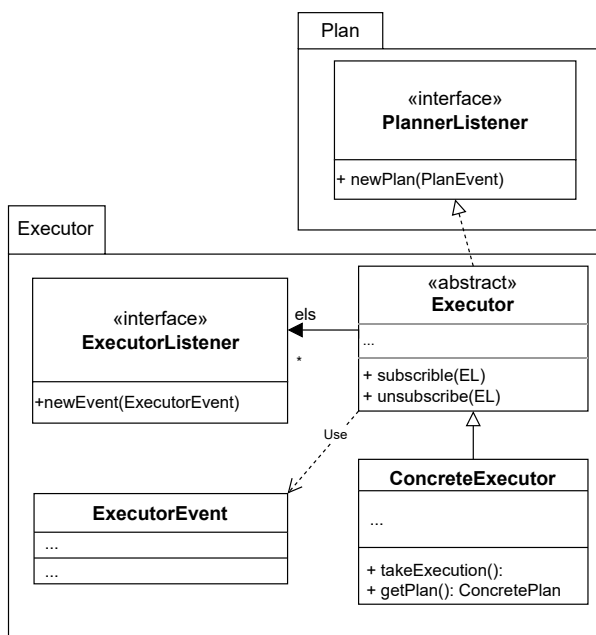 Plan
«interface»
PlannerListener
+ newPlan(PlanEvent)
Executor
«interface»
ExecutorListener
+newEvent(ExecutorEvent)
els
*
«abstract»
Executor
...
+ subscrible(EL)
+ unsubscribe(EL)
Use
ExecutorEvent
...
...
ConcreteExecutor
...
+ takeExecution():
+ getPlan(): ConcretePlan